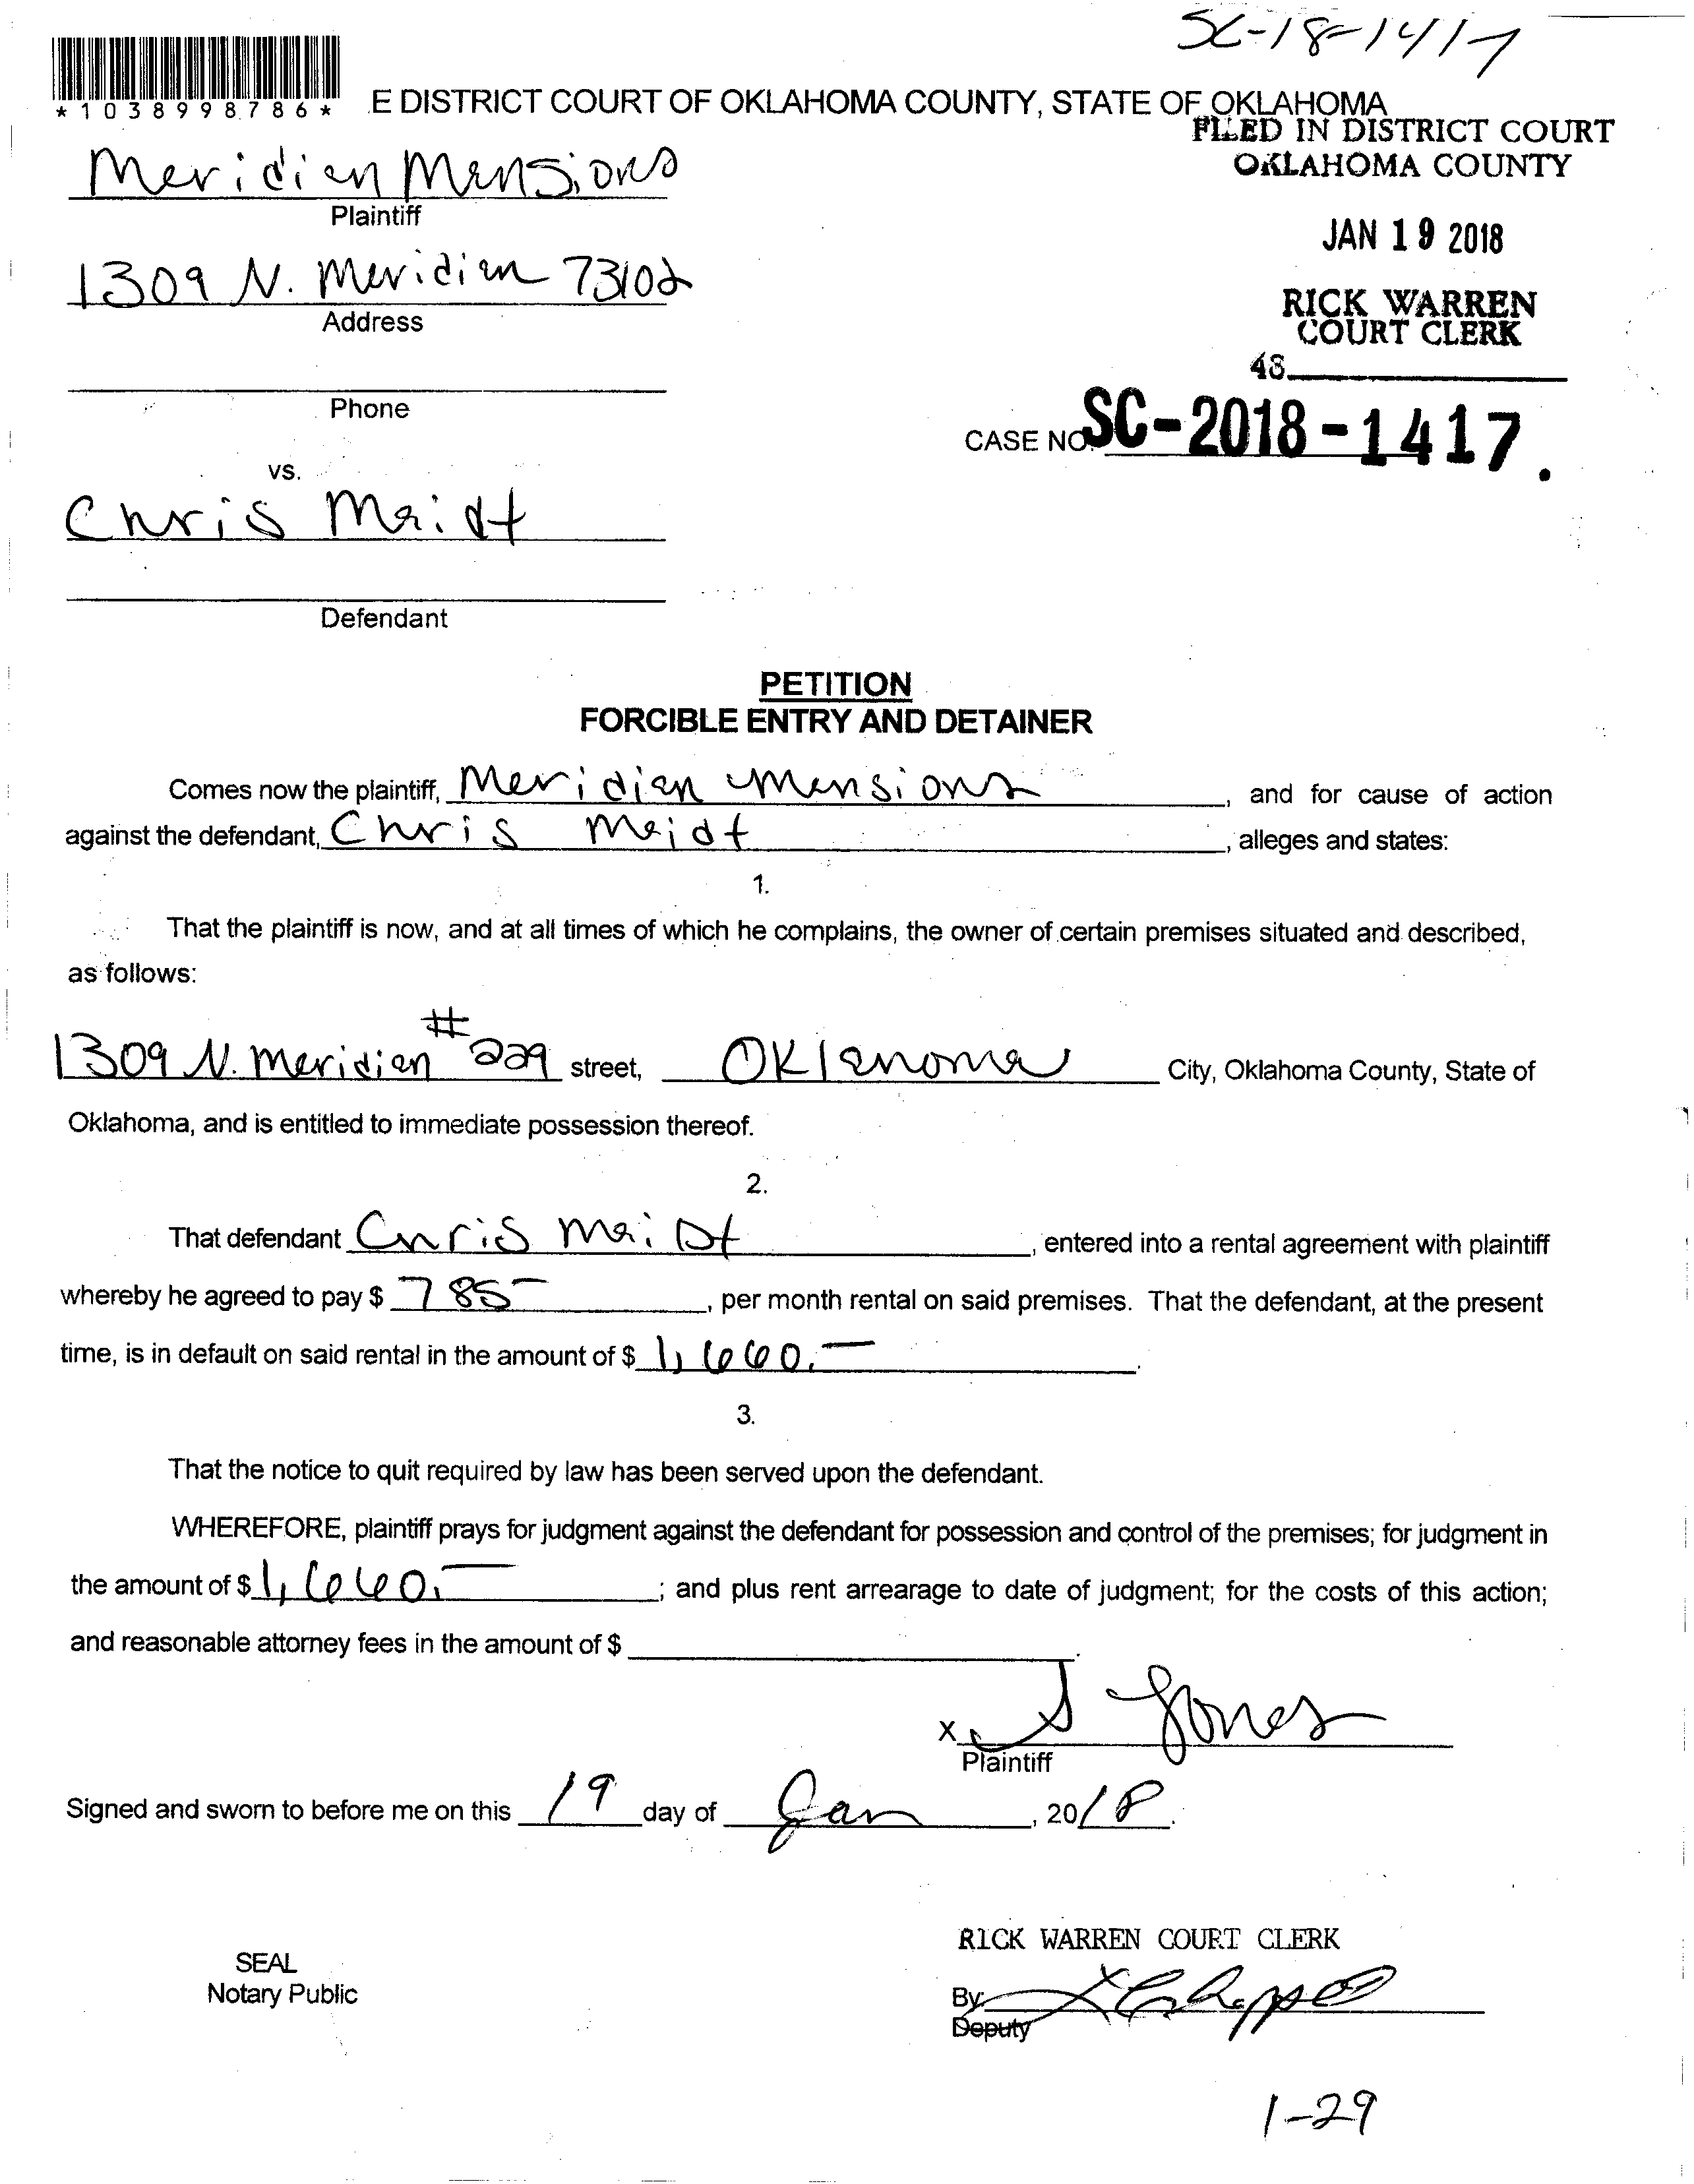 SC-18-1417
*1038998786*
E DISTRICT COURT OF OKLAHOMA COUNTY, STATE OF OKLAHOMA
FILED IN DISTRICT COURT
OKLAHOMA COUNTY
Meridian Mansions
Plaintiff
JAN 19 2018
1309 N. Meridian 73102
Address
RICK WARREN
COURT CLERK
48
Phone
CASE NO. SC-2018-1417.
vs.
Chris Maidt
Defendant
PETITION
FORCIBLE ENTRY AND DETAINER
Comes now the plaintiff, Meridian Mansions, and for cause of action
against the defendant, Chris Maidt, alleges and states:
1.
That the plaintiff is now, and at all times of which he complains, the owner of certain premises situated and described,
as follows:
1309 N. Meridian #229 street, Oklahoma City, Oklahoma County, State of
Oklahoma, and is entitled to immediate possession thereof.
2.
That defendant Chris Maidt, entered into a rental agreement with plaintiff
whereby he agreed to pay $ 785-, per month rental on said premises. That the defendant, at the present
time, is in default on said rental in the amount of $ 1,660.-.
3.
That the notice to quit required by law has been served upon the defendant.
WHEREFORE, plaintiff prays for judgment against the defendant for possession and control of the premises; for judgment in
the amount of $ 1,660.-; and plus rent arrearage to date of judgment; for the costs of this action;
and reasonable attorney fees in the amount of $ .
X S Jones
Plaintiff
Signed and sworn to before me on this 19 day of Jan, 2018.
RICK WARREN COURT CLERK
SEAL
Notary Public
By:
Deputy
1-29